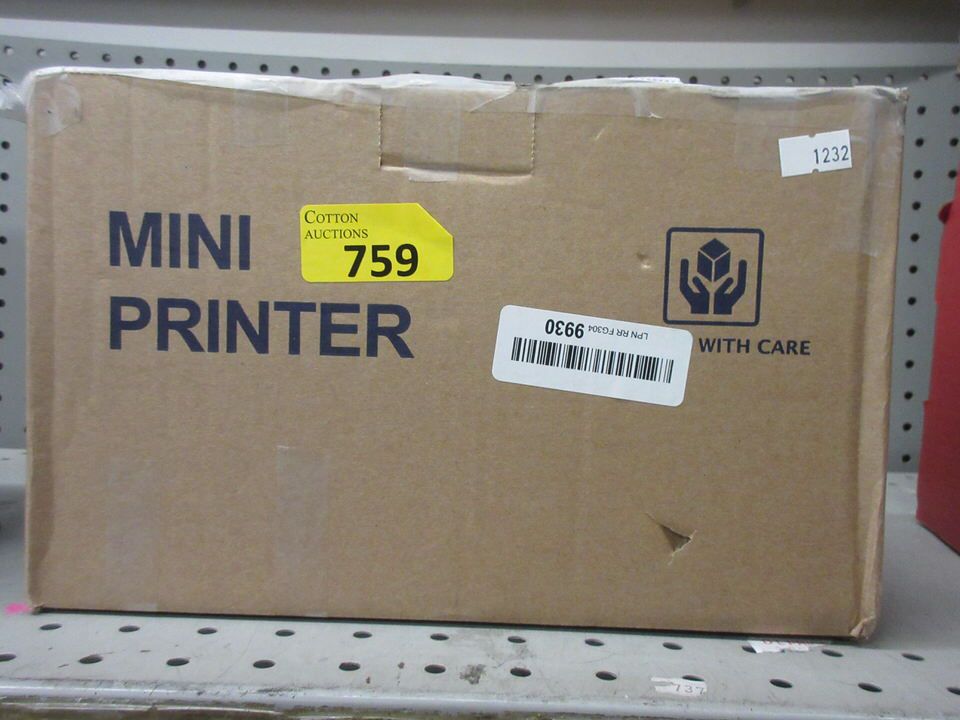 1232
MINI
PRINTER
COTTON
AUCTIONS
759
LPN RR FG304 9930
WITH CARE
737